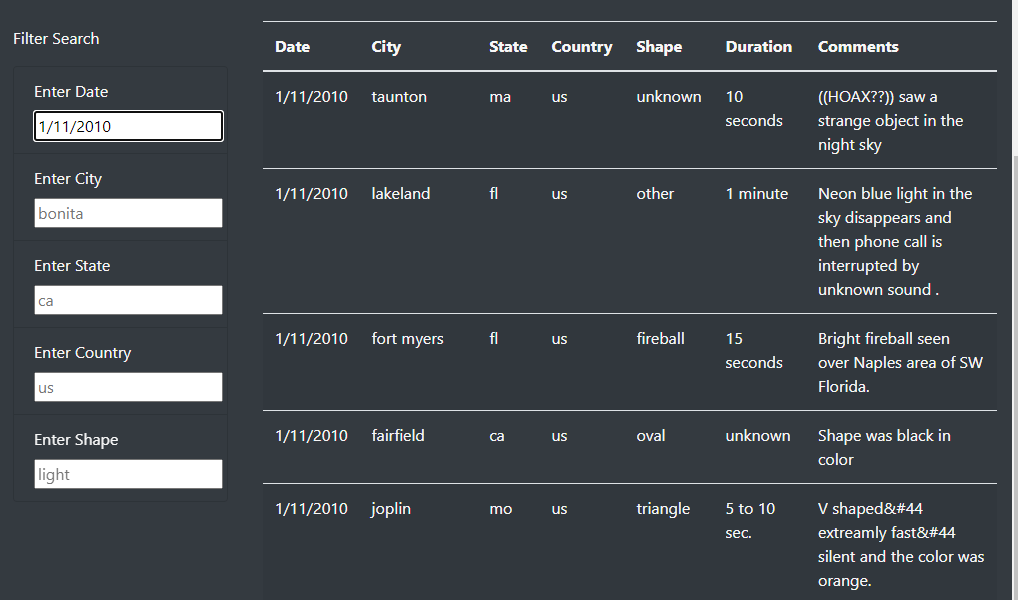 Filter Search
Enter Date
1/11/2010
Enter City
bonita
Enter State
ca
Enter Country
us
Enter Shape
light
Date City State Country Shape Duration Comments
1/11/2010 taunton ma us unknown 10 ((HOAX??)) saw a
seconds strange object in the
night sky
1/11/2010 lakeland fl us other 1 minute Neon blue light in the
sky disappears and
then phone call is
interrupted by
unknown sound .
1/11/2010 fort myers fl us fireball 15 Bright fireball seen
seconds over Naples area of SW
Florida.
1/11/2010 fairfield ca us oval unknown Shape was black in
color
1/11/2010 joplin mo us triangle 5 to 10 V shaped&#44
sec. extreamly fast&#44
silent and the color was
orange.